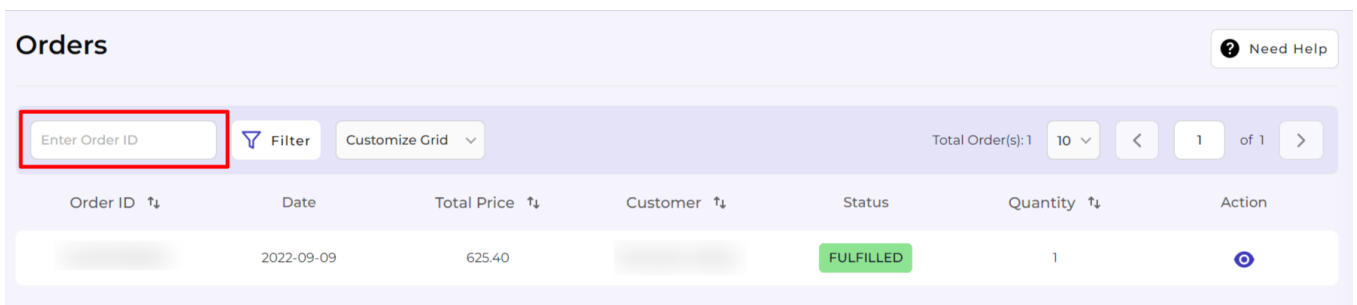 Orders
Need Help
Enter Order ID Filter Customize Grid Total Order(s): 1 10 1 of 1
Order ID Date Total Price Customer Status Quantity Action
2022-09-09 625.40 FULFILLED 1